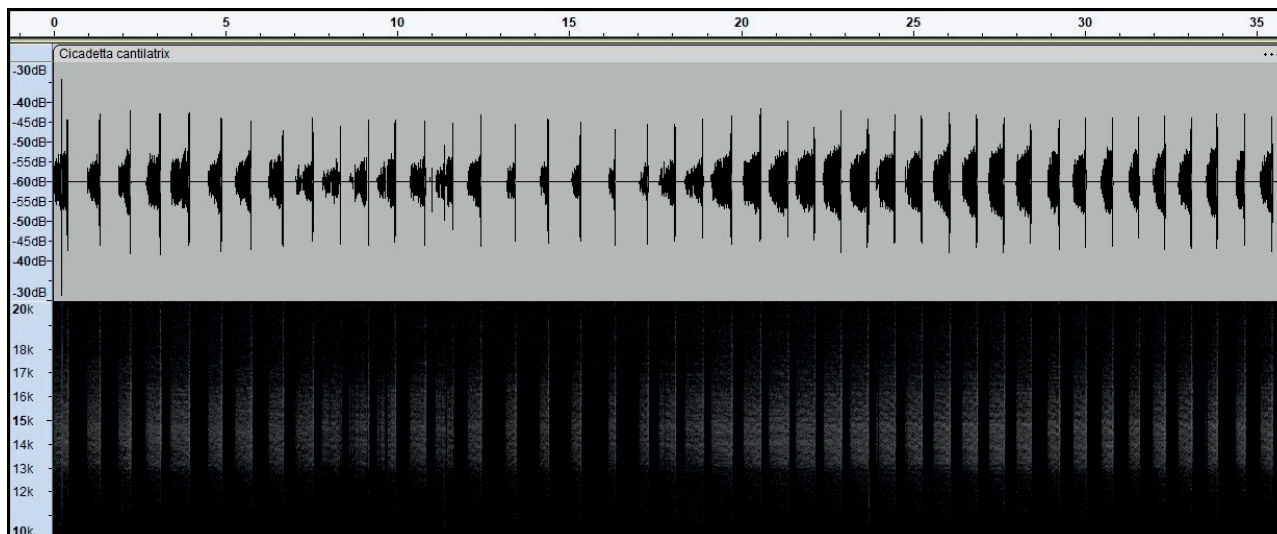 0 5 10 15 20 25 30 35
Cicadetta cantilatrix
-30dB
-40dB
-45dB
-50dB
-55dB
-60dB
-55dB
-50dB
-45dB
-40dB
-30dB
20k
18k
17k
16k
15k
14k
13k
12k
10k